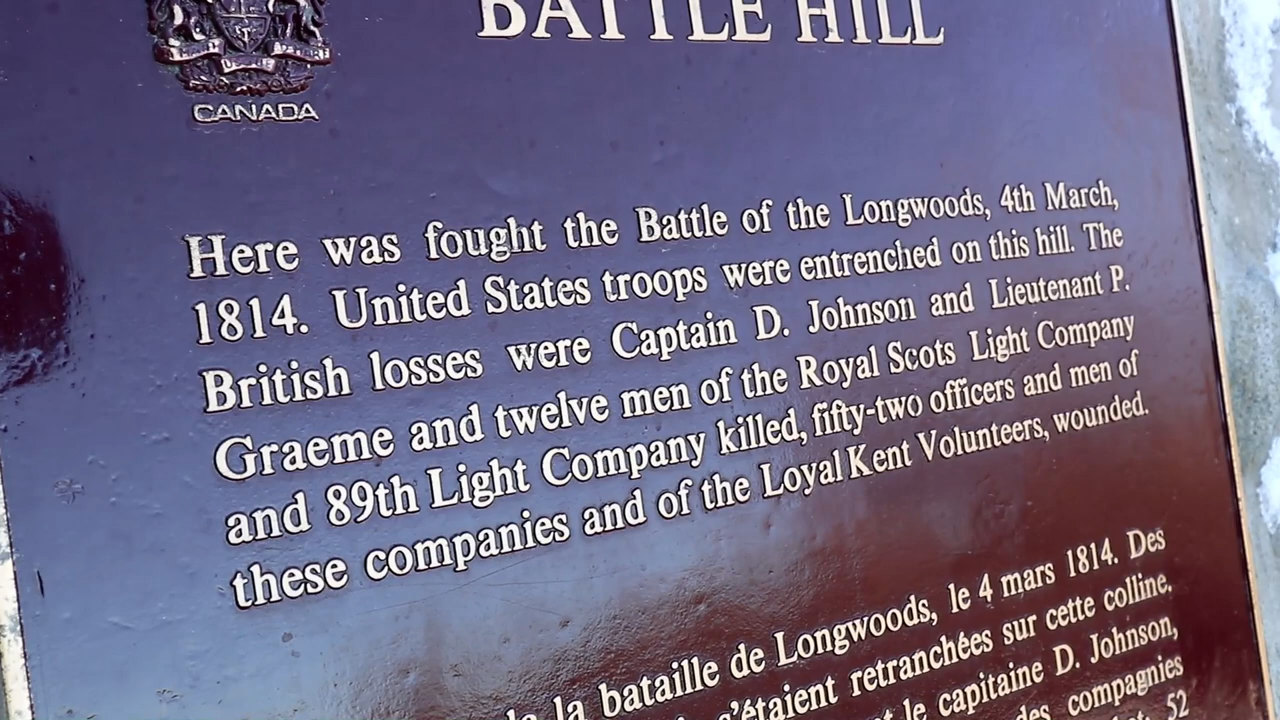 BATTLE HILL
CANADA
Here was fought the Battle of the Longwoods, 4th March,
1814. United States troops were entrenched on this hill. The
British losses were Captain D. Johnson and Lieutenant P.
Graeme and twelve men of the Royal Scots Light Company
and 89th Light Company killed, fifty-two officers and men of
these companies and of the Loyal Kent Volunteers, wounded.
la bataille de Longwoods, le 4 mars 1814. Des
s'étaient retranchées sur cette colline.
le capitaine D. Johnson,
des compagnies
52